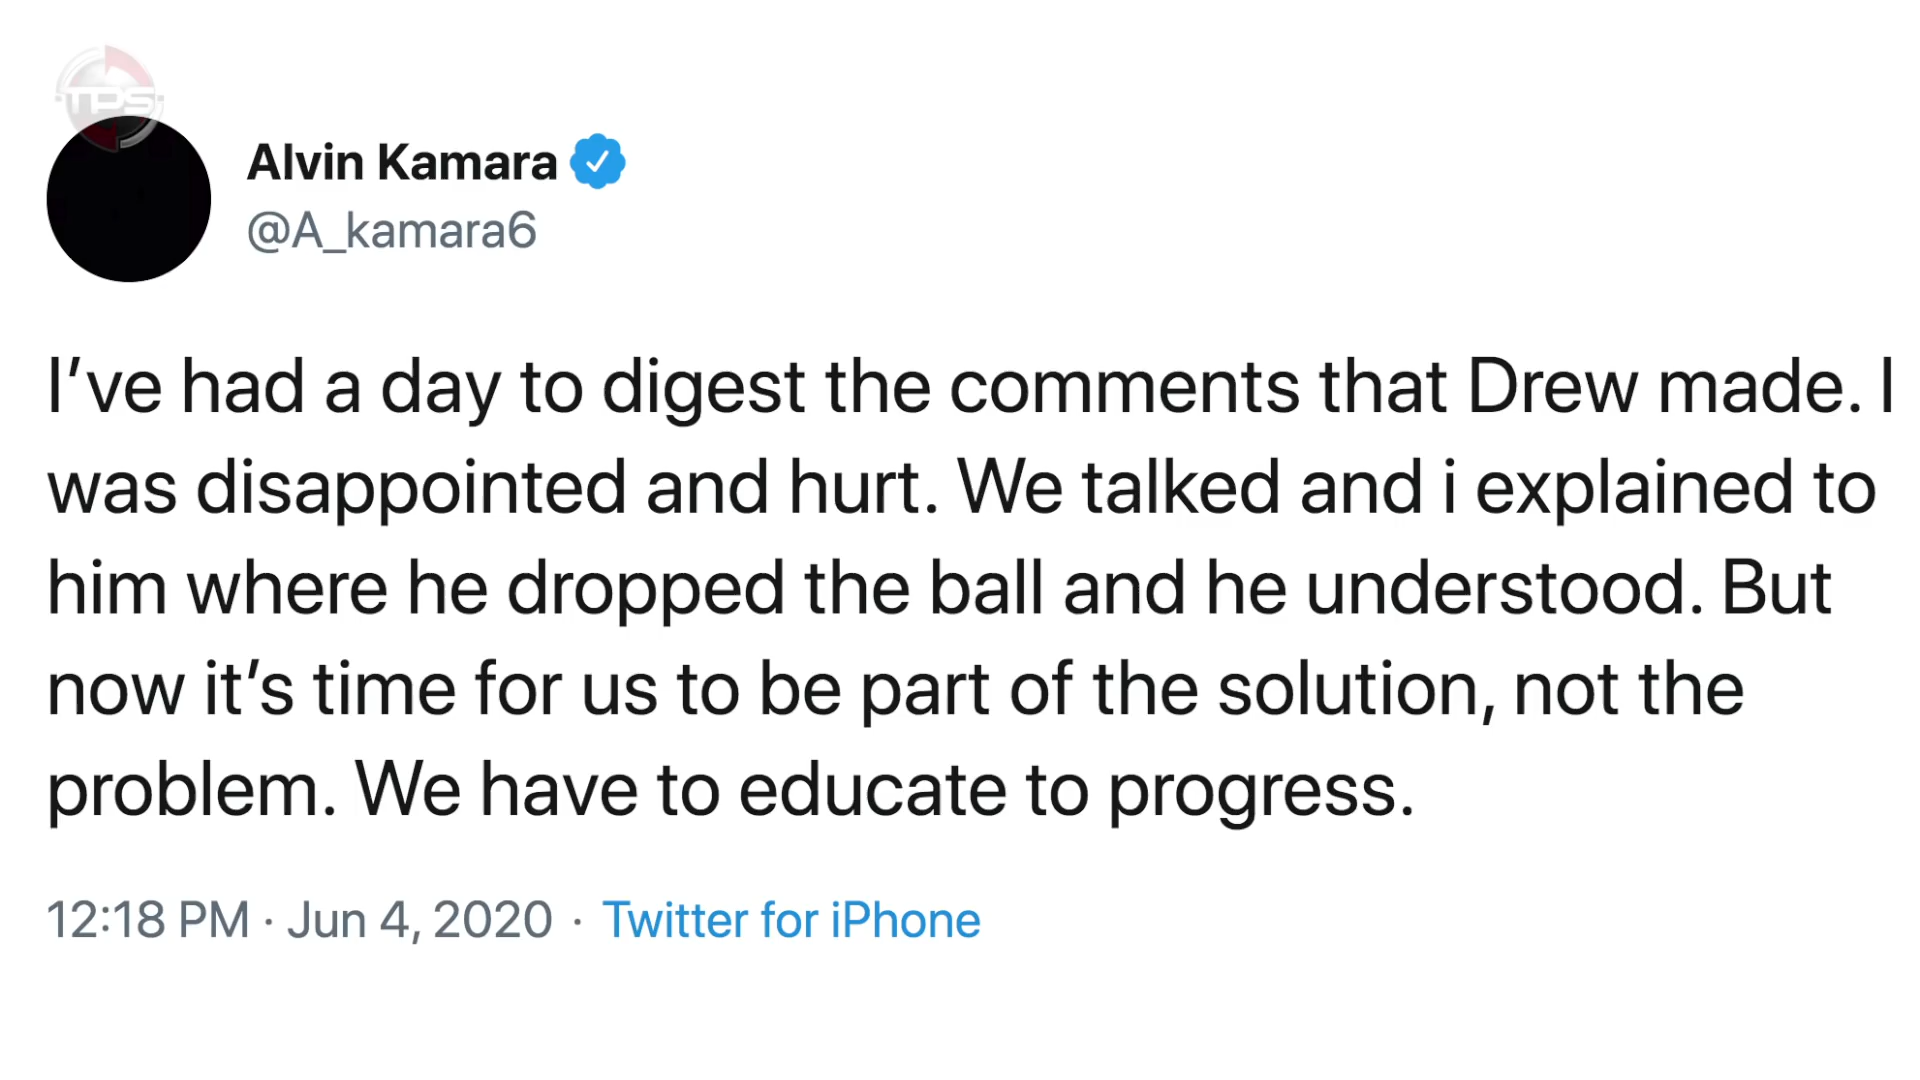 TPS
Alvin Kamara
@A_kamara6
I’ve had a day to digest the comments that Drew made. I
was disappointed and hurt. We talked and i explained to
him where he dropped the ball and he understood. But
now it’s time for us to be part of the solution, not the
problem. We have to educate to progress.
12:18 PM · Jun 4, 2020 · Twitter for iPhone